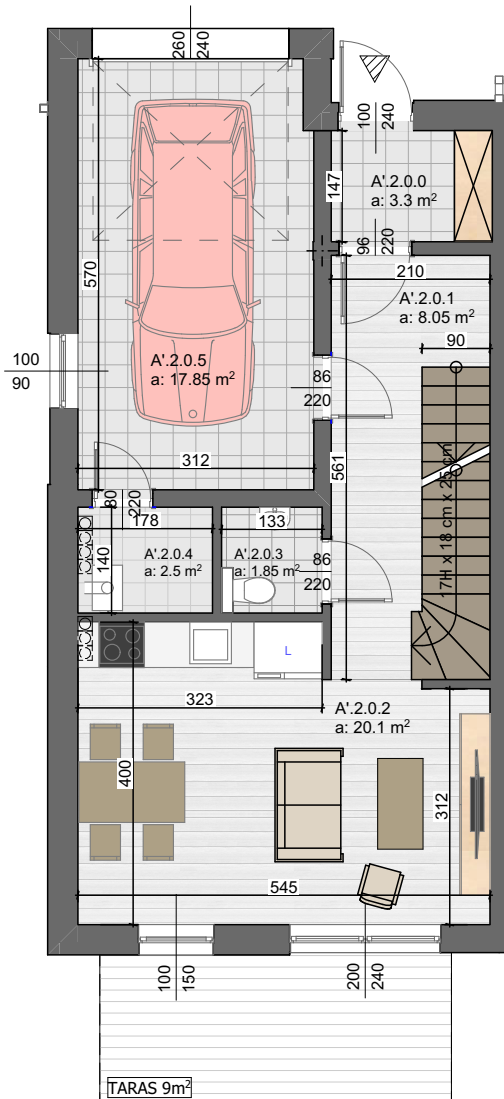 260
240
100
240
A'.2.0.0
a: 3.3 m²
147
96
220
210
A'.2.0.1
a: 8.05 m²
570
90
100
90
A'.2.0.5
a: 17.85 m²
86
220
312
561
17H x 18 cm x 25 cm
80
220
178
133
A'.2.0.4
a: 2.5 m²
A'.2.0.3
a: 1.85 m²
140
86
220
L
323
A'.2.0.2
a: 20.1 m²
400
312
545
100
150
200
240
TARAS 9m²